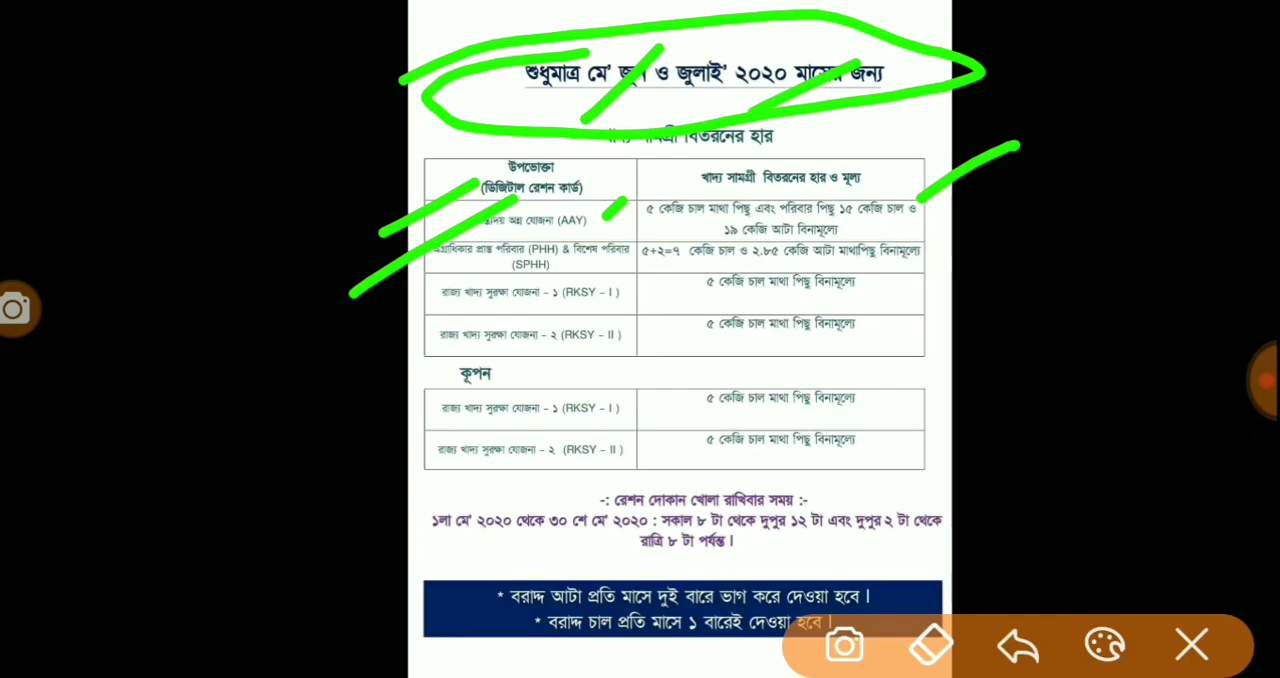 শুধুমাত্র মে' জুন ও জুলাই' ২০২০ মাসের জন্য
সামগ্রী বিতরনের হার
উপভোক্তা
(ডিজিটাল রেশন কার্ড)
খাদ্য সামগ্রী বিতরনের হার ও মূল্য
অন্ন যোজনা (AAY)
৫ কেজি চাল মাথা পিছু এবং পরিবার পিছু ১৫ কেজি চাল ও
১৯ কেজি আটা বিনামূল্যে
প্রাপ্ত পরিবার (PHH) & বিশেষ পরিবার
(SPHH)
৫+২=৭ কেজি চাল ও ২.৮৫ কেজি আটা মাথাপিছু বিনামূল্যে
রাজ্য খাদ্য সুরক্ষা যোজনা – ১ (RKSY – I )
৫ কেজি চাল মাথা পিছু বিনামূল্যে
রাজ্য খাদ্য সুরক্ষা যোজনা – ২ (RKSY – II )
৫ কেজি চাল মাথা পিছু বিনামূল্যে
কূপন
রাজ্য খাদ্য সুরক্ষা যোজনা – ১ (RKSY – I )
৫ কেজি চাল মাথা পিছু বিনামূল্যে
রাজ্য খাদ্য সুরক্ষা যোজনা – ২ (RKSY – II )
৫ কেজি চাল মাথা পিছু বিনামূল্যে
-: রেশন দোকান খোলা রাখিবার সময় :-
১লা মে' ২০২০ থেকে ৩০ শে মে' ২০২০ : সকাল ৮ টা থেকে দুপুর ১২ টা এবং দুপুর ২ টা থেকে
রাত্রি ৮ টা পর্যন্ত।
* বরাদ্দ আটা প্রতি মাসে দুই বারে ভাগ করে দেওয়া হবে।
* বরাদ্দ চাল প্রতি মাসে ১ বারেই দেওয়া হবে।